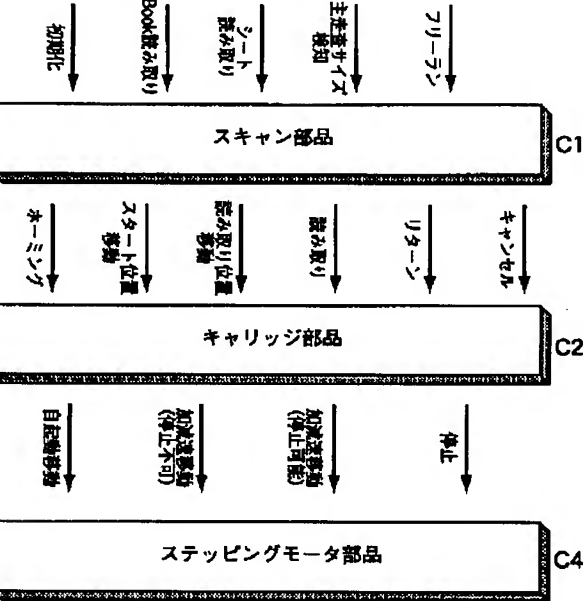 初期化
Book読み取り
シート
読み取り
主走査サイズ
検知
フリーラン
スキャン部品
C1
ホーミング
スタート位置
移動
読み取り位置
移動
読み取り
リターン
キャンセル
キャリッジ部品
C2
自起動移動
加減速移動
(停止不可)
加減速移動
(停止可能)
停止
ステッピングモータ部品
C4